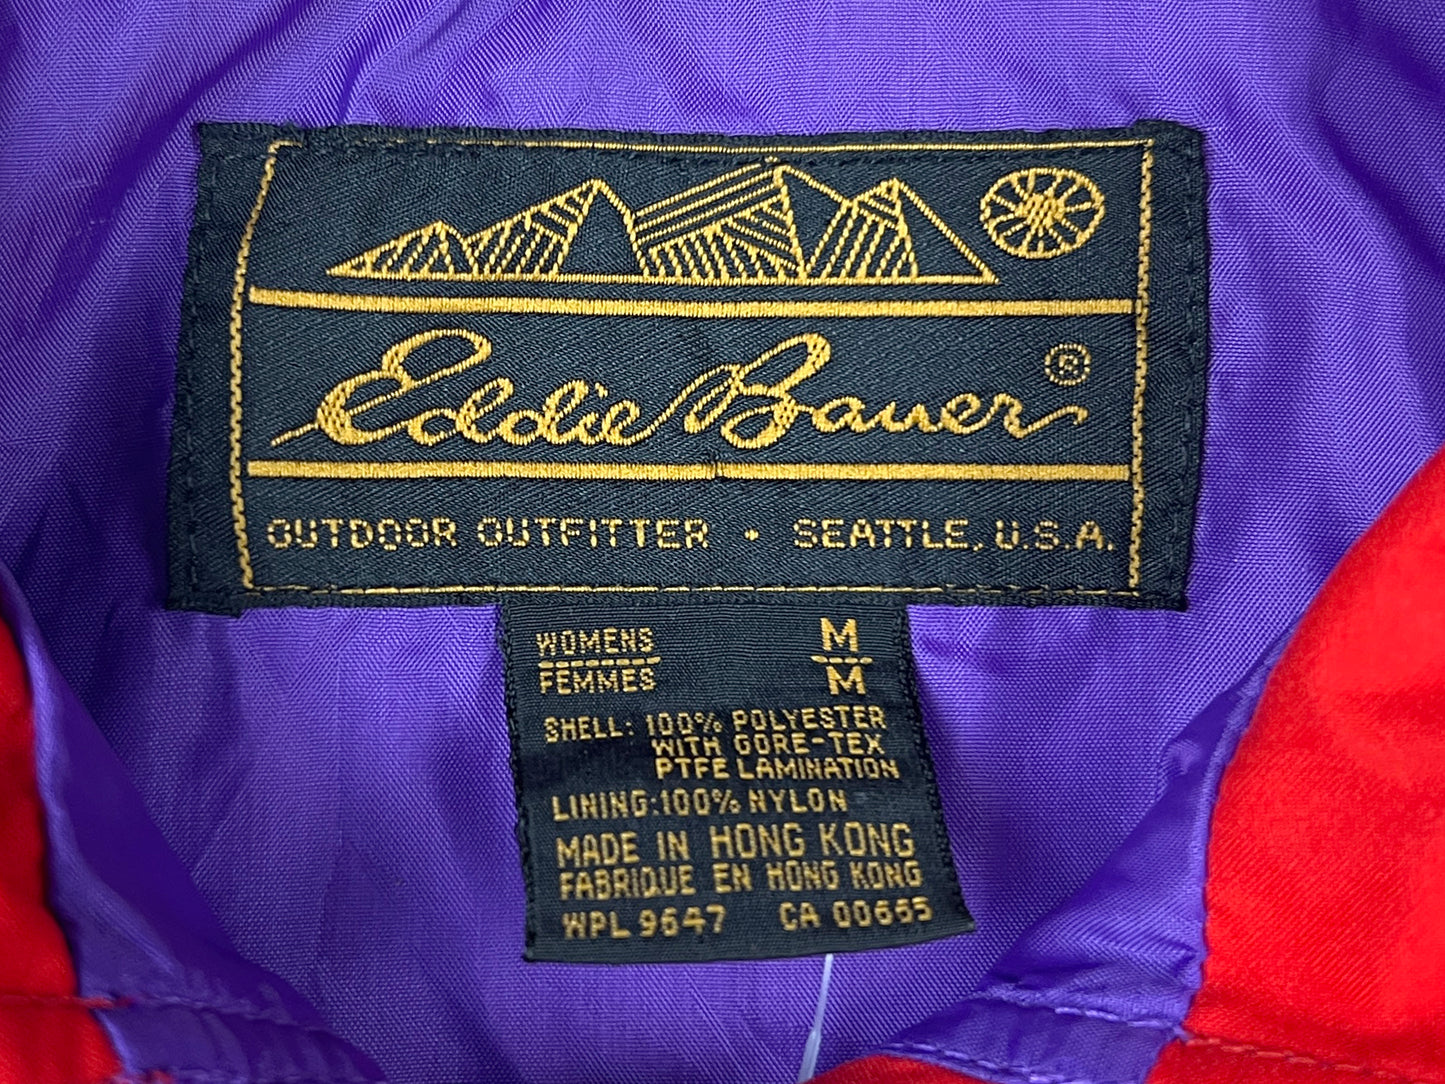 Eddie Bauer ®
OUTDOOR OUTFITTER • SEATTLE, U.S.A.
WOMENS M
FEMMES M
SHELL: 100% POLYESTER
WITH GORE-TEX
PTFE LAMINATION
LINING: 100% NYLON
MADE IN HONG KONG
FABRIQUE EN HONG KONG
WPL 9647 CA 00665